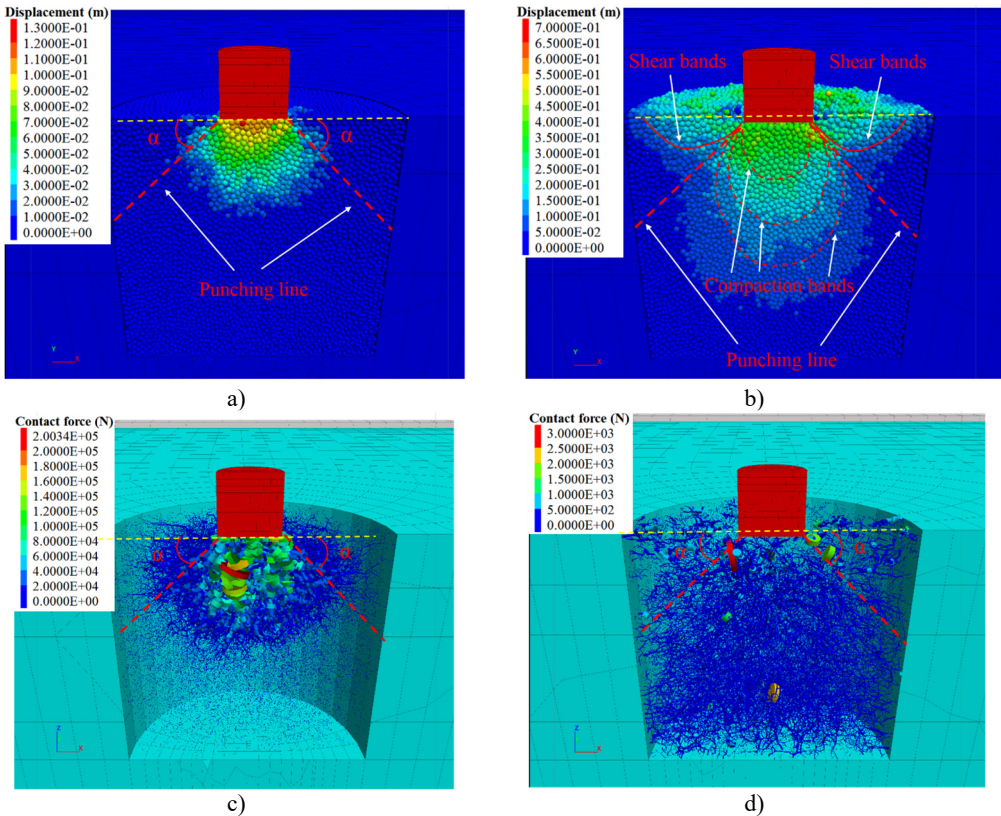 Displacement (m)
1.3000E-01
1.2000E-01
1.1000E-01
1.0000E-01
9.0000E-02
8.0000E-02
7.0000E-02
6.0000E-02
5.0000E-02
4.0000E-02
3.0000E-02
2.0000E-02
1.0000E-02
0.0000E+00
α
α
Punching line
Y
X
a)
Displacement (m)
7.0000E-01
6.5000E-01
6.0000E-01
5.5000E-01
5.0000E-01
4.5000E-01
4.0000E-01
3.5000E-01
3.0000E-01
2.5000E-01
2.0000E-01
1.5000E-01
1.0000E-01
5.0000E-02
0.0000E+00
Shear bands
Shear bands
Compaction bands
Punching line
Y
X
b)
Contact force (N)
2.0034E+05
2.0000E+05
1.8000E+05
1.6000E+05
1.4000E+05
1.2000E+05
1.0000E+05
8.0000E+04
6.0000E+04
4.0000E+04
2.0000E+04
0.0000E+00
α
α
Z
X
c)
Contact force (N)
3.0000E+03
2.5000E+03
2.0000E+03
1.5000E+03
1.0000E+03
5.0000E+02
0.0000E+00
α
α
Z
X
d)